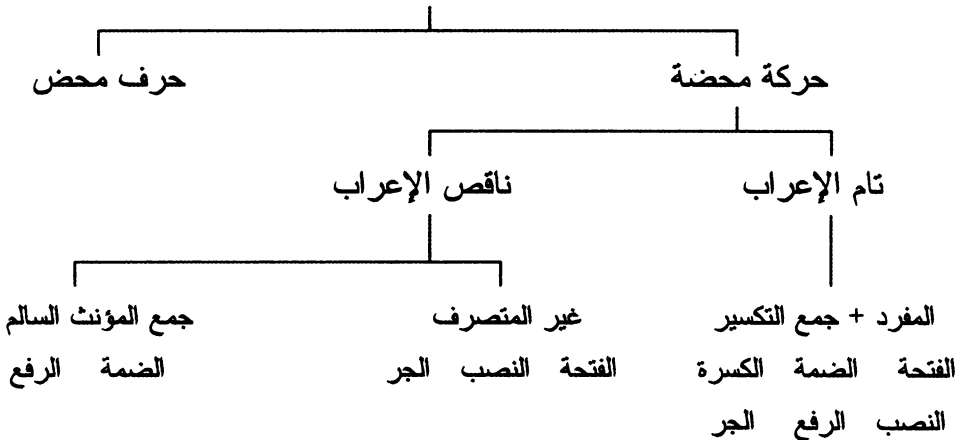 حركة محضة
حرف محض
تام الإعراب
ناقص الإعراب
المفرد + جمع التكسير
غير المتصرف
جمع المؤنث السالم
الفتحة الضمة الكسرة
الفتحة النصب الجر
الضمة الرفع
النصب الرفع الجر